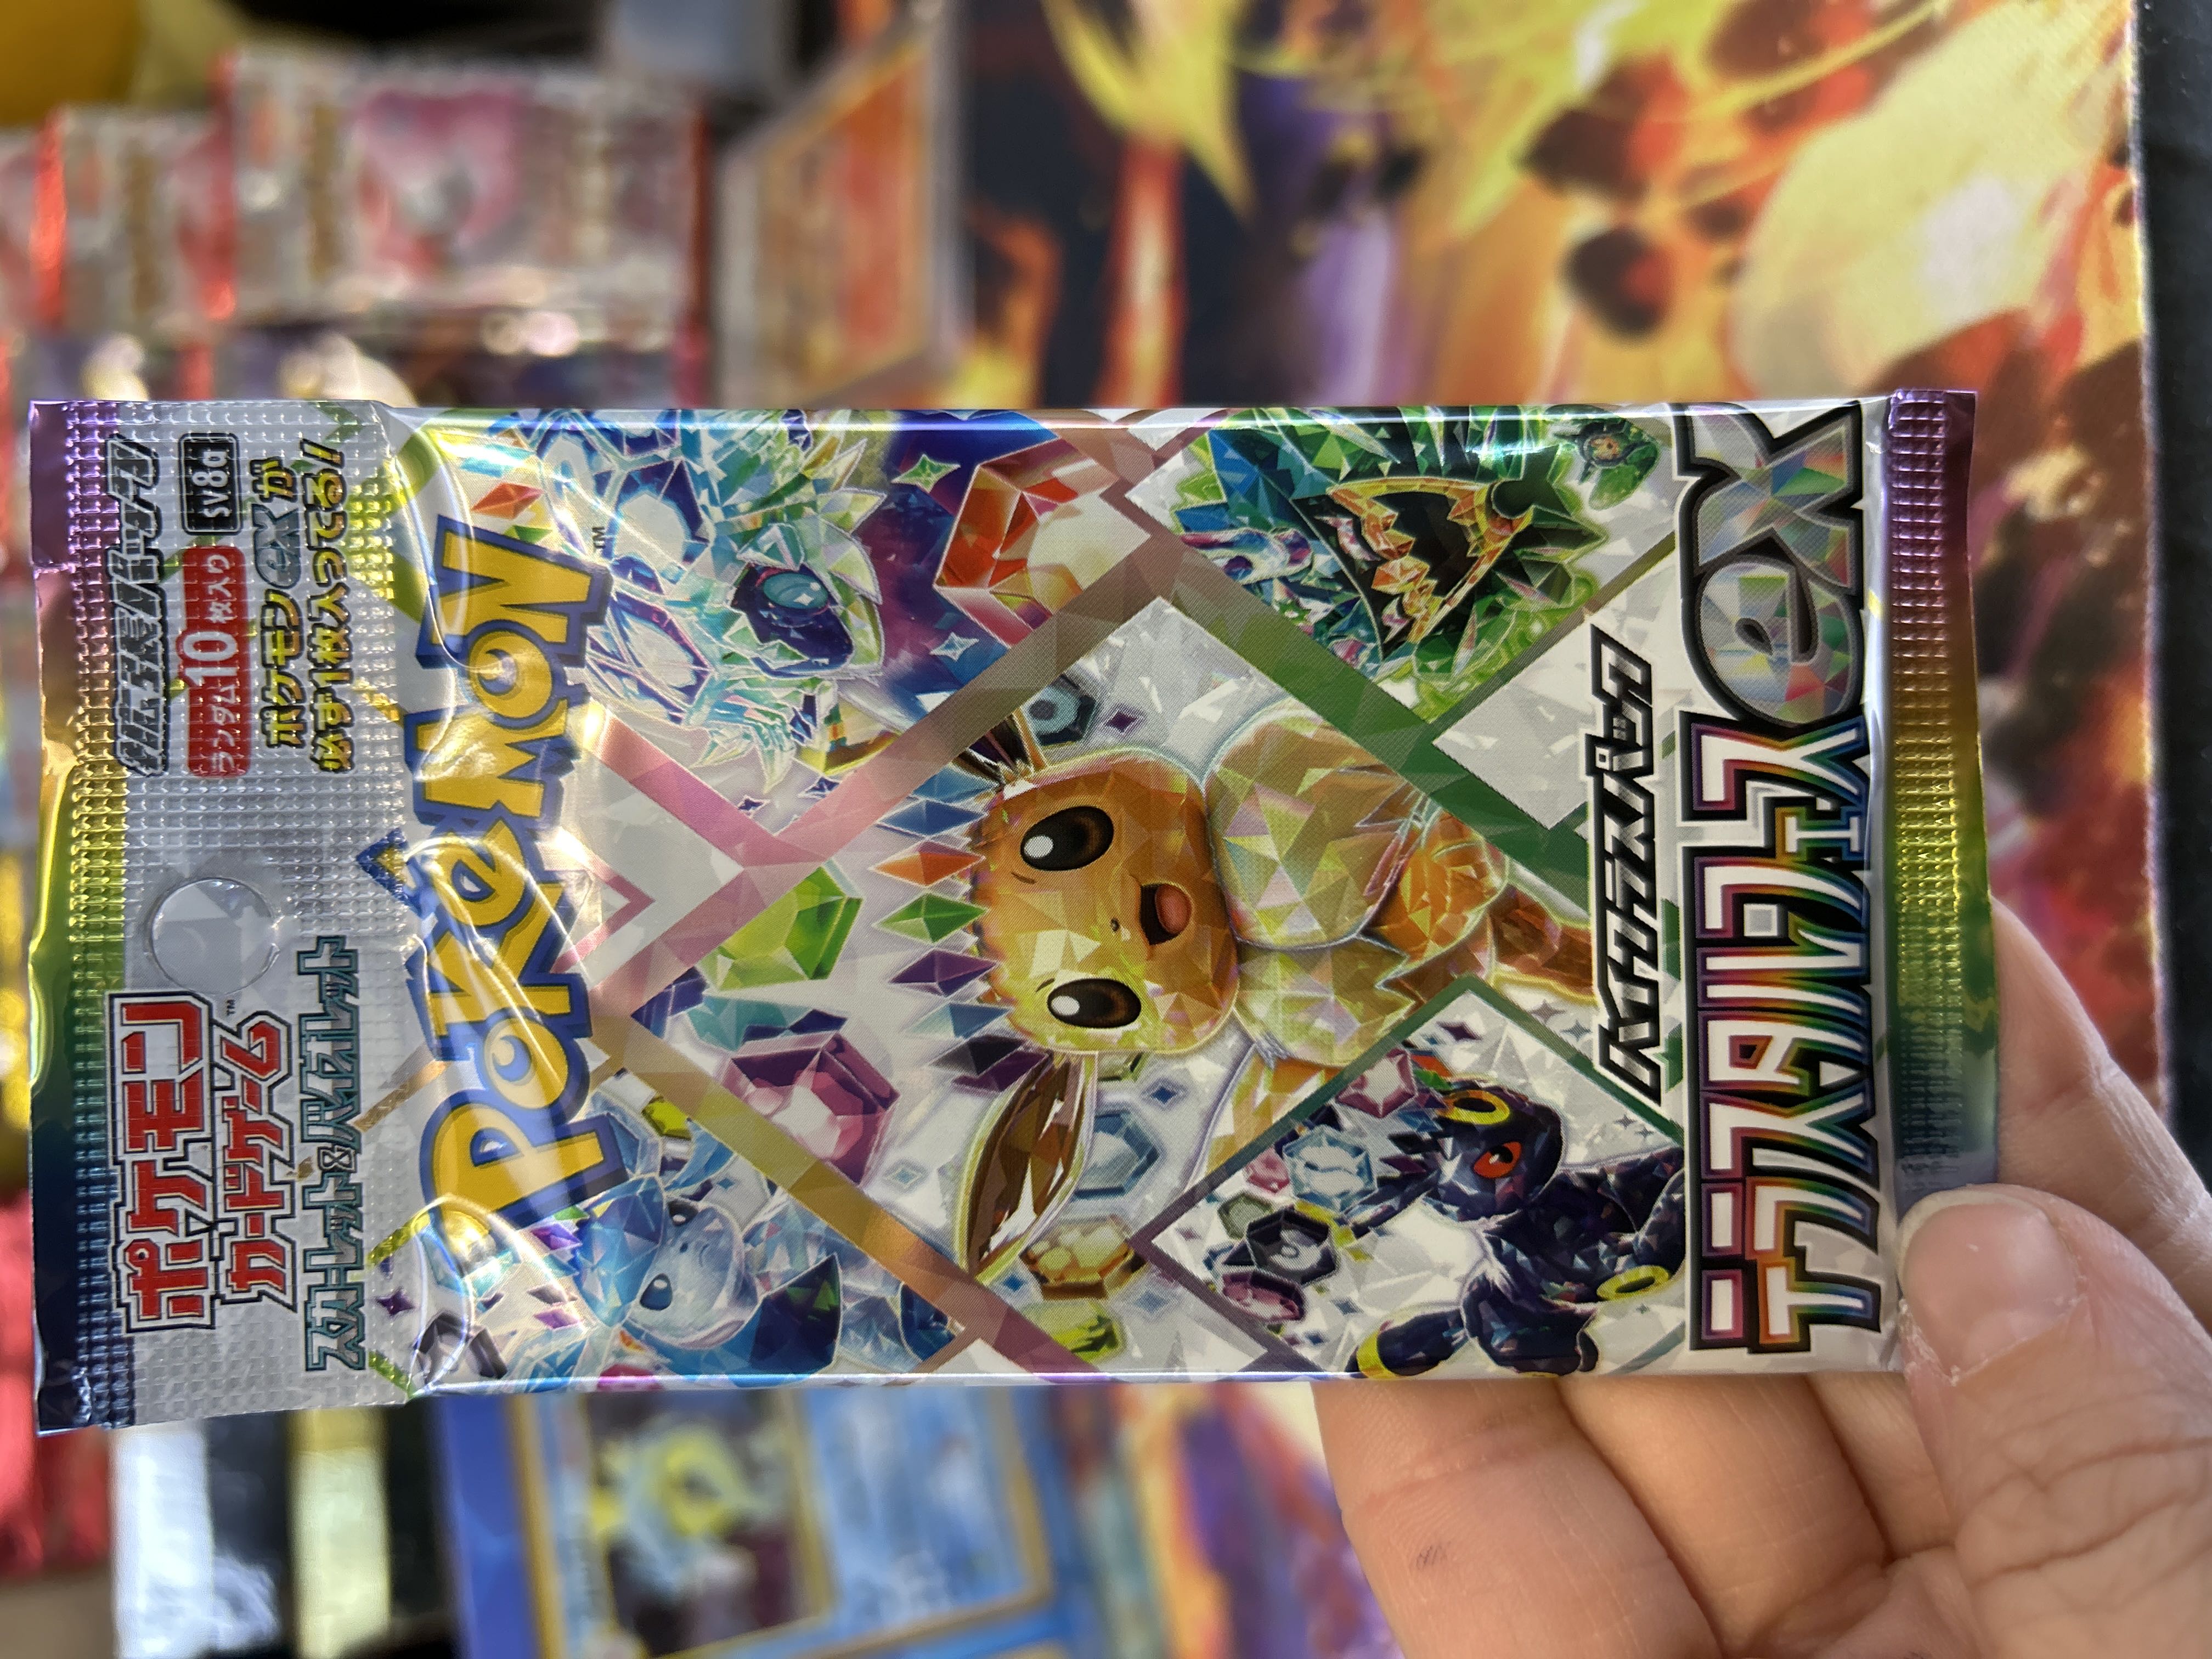 ポケモン
カードゲーム
スカーレット&バイオレット
拡張パック
ランダム10枚入り
sv8a
ポケモンexが
必ず1枚入ってる!!
POKéMON
TM
ハイクラスパック
テラスタルフェスex